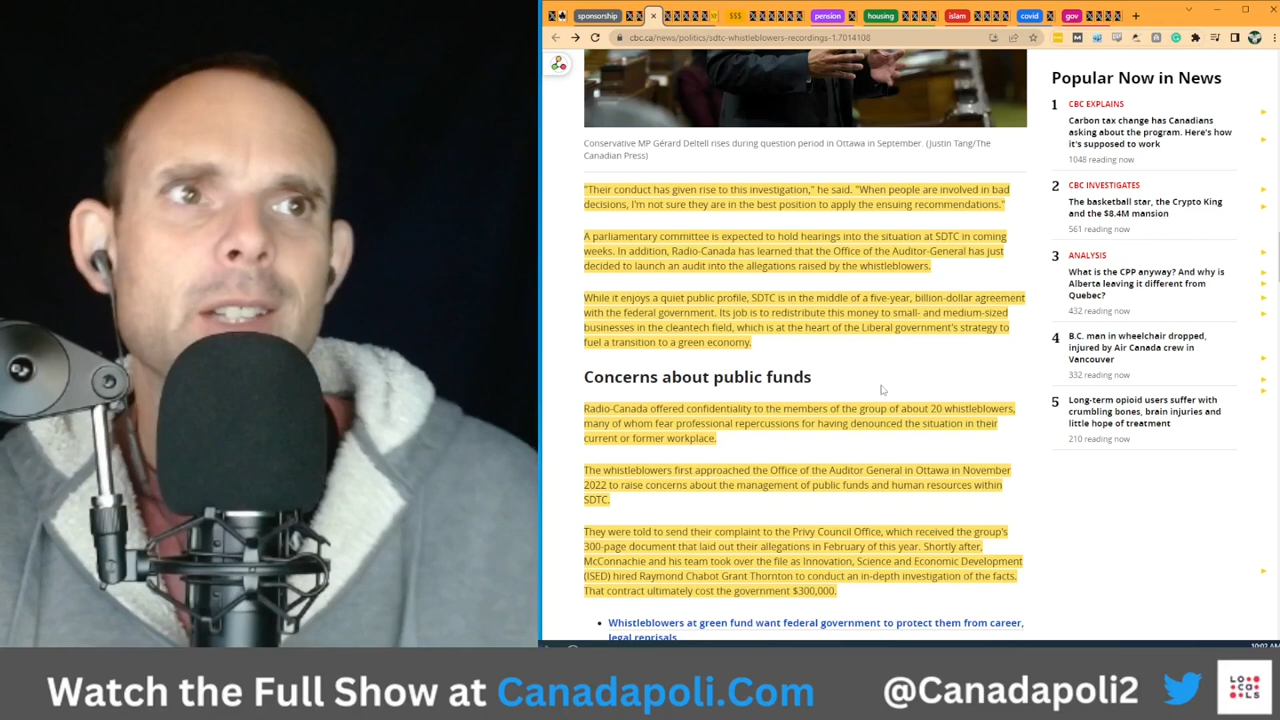 sponsorship
$$$
pension
housing
islam
covid
gov
cbc.ca/news/politics/sdtc-whistleblowers-recordings-1.7014108
Conservative MP Gérard Deltell rises during question period in Ottawa in September. (Justin Tang/The
Canadian Press)
"Their conduct has given rise to this investigation," he said. "When people are involved in bad
decisions, I'm not sure they are in the best position to apply the ensuing recommendations."
A parliamentary committee is expected to hold hearings into the situation at SDTC in coming
weeks. In addition, Radio-Canada has learned that the Office of the Auditor-General has just
decided to launch an audit into the allegations raised by the whistleblowers.
While it enjoys a quiet public profile, SDTC is in the middle of a five-year, billion-dollar agreement
with the federal government. Its job is to redistribute this money to small- and medium-sized
businesses in the cleantech field, which is at the heart of the Liberal government's strategy to
fuel a transition to a green economy.
Concerns about public funds
Radio-Canada offered confidentiality to the members of the group of about 20 whistleblowers,
many of whom fear professional repercussions for having denounced the situation in their
current or former workplace.
The whistleblowers first approached the Office of the Auditor General in Ottawa in November
2022 to raise concerns about the management of public funds and human resources within
SDTC.
They were told to send their complaint to the Privy Council Office, which received the group's
300-page document that laid out their allegations in February of this year. Shortly after,
McConnachie and his team took over the file as Innovation, Science and Economic Development
(ISED) hired Raymond Chabot Grant Thornton to conduct an in-depth investigation of the facts.
That contract ultimately cost the government $300,000.
• Whistleblowers at green fund want federal government to protect them from career,
legal reprisals
Popular Now in News
1 CBC EXPLAINS
Carbon tax change has Canadians
asking about the program. Here's how
it's supposed to work
1048 reading now
2 CBC INVESTIGATES
The basketball star, the Crypto King
and the $8.4M mansion
561 reading now
3 ANALYSIS
What is the CPP anyway? And why is
Alberta leaving it different from
Quebec?
432 reading now
4 B.C. man in wheelchair dropped,
injured by Air Canada crew in
Vancouver
332 reading now
5 Long-term opioid users suffer with
crumbling bones, brain injuries and
little hope of treatment
210 reading now
Watch the Full Show at Canadapoli.Com
@Canadapoli2
LO
CA
LS